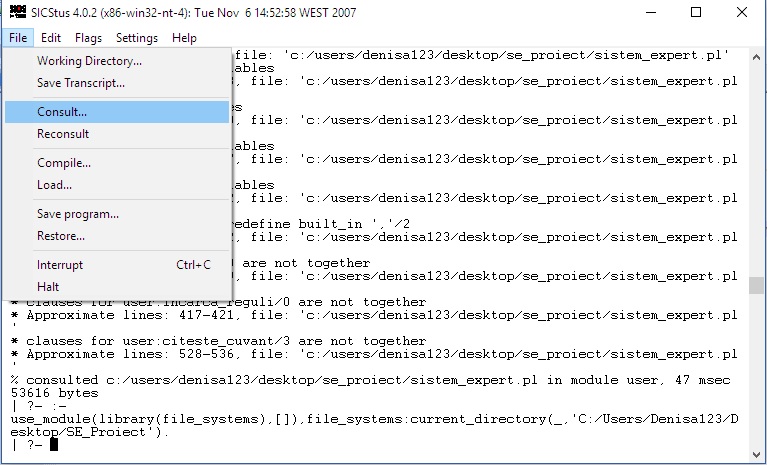 SICStus 4.0.2 (x86-win32-nt-4): Tue Nov 6 14:52:58 WEST 2007
File Edit Flags Settings Help
Working Directory...
Save Transcript...
Consult...
Reconsult
Compile...
Load...
Save program...
Restore...
Interrupt Ctrl+C
Halt
file: 'c:/users/denisa123/desktop/se_proiect/sistem_expert.pl'
ables
, file: 'c:/users/denisa123/desktop/se_proiect/sistem_expert.pl
es
, file: 'c:/users/denisa123/desktop/se_proiect/sistem_expert.pl
ables
, file: 'c:/users/denisa123/desktop/se_proiect/sistem_expert.pl
ables
2, file: 'c:/users/denisa123/desktop/se_proiect/sistem_expert.pl
redefine built_in ','/2
2, file: 'c:/users/denisa123/desktop/se_proiect/sistem_expert.pl
are not together
, file: 'c:/users/denisa123/desktop/se_proiect/sistem_expert.pl
* clauses for user:incarca_reguli/0 are not together
* Approximate lines: 417-421, file: 'c:/users/denisa123/desktop/se_proiect/sistem_expert.pl
'
* clauses for user:citeste_cuvant/3 are not together
* Approximate lines: 528-536, file: 'c:/users/denisa123/desktop/se_proiect/sistem_expert.pl
'
% consulted c:/users/denisa123/desktop/se_proiect/sistem_expert.pl in module user, 47 msec
53616 bytes
| ?- :-
use_module(library(file_systems),[]),file_systems:current_directory(_,'C:/Users/Denisa123/D
esktop/SE_Proiect').
| ?-